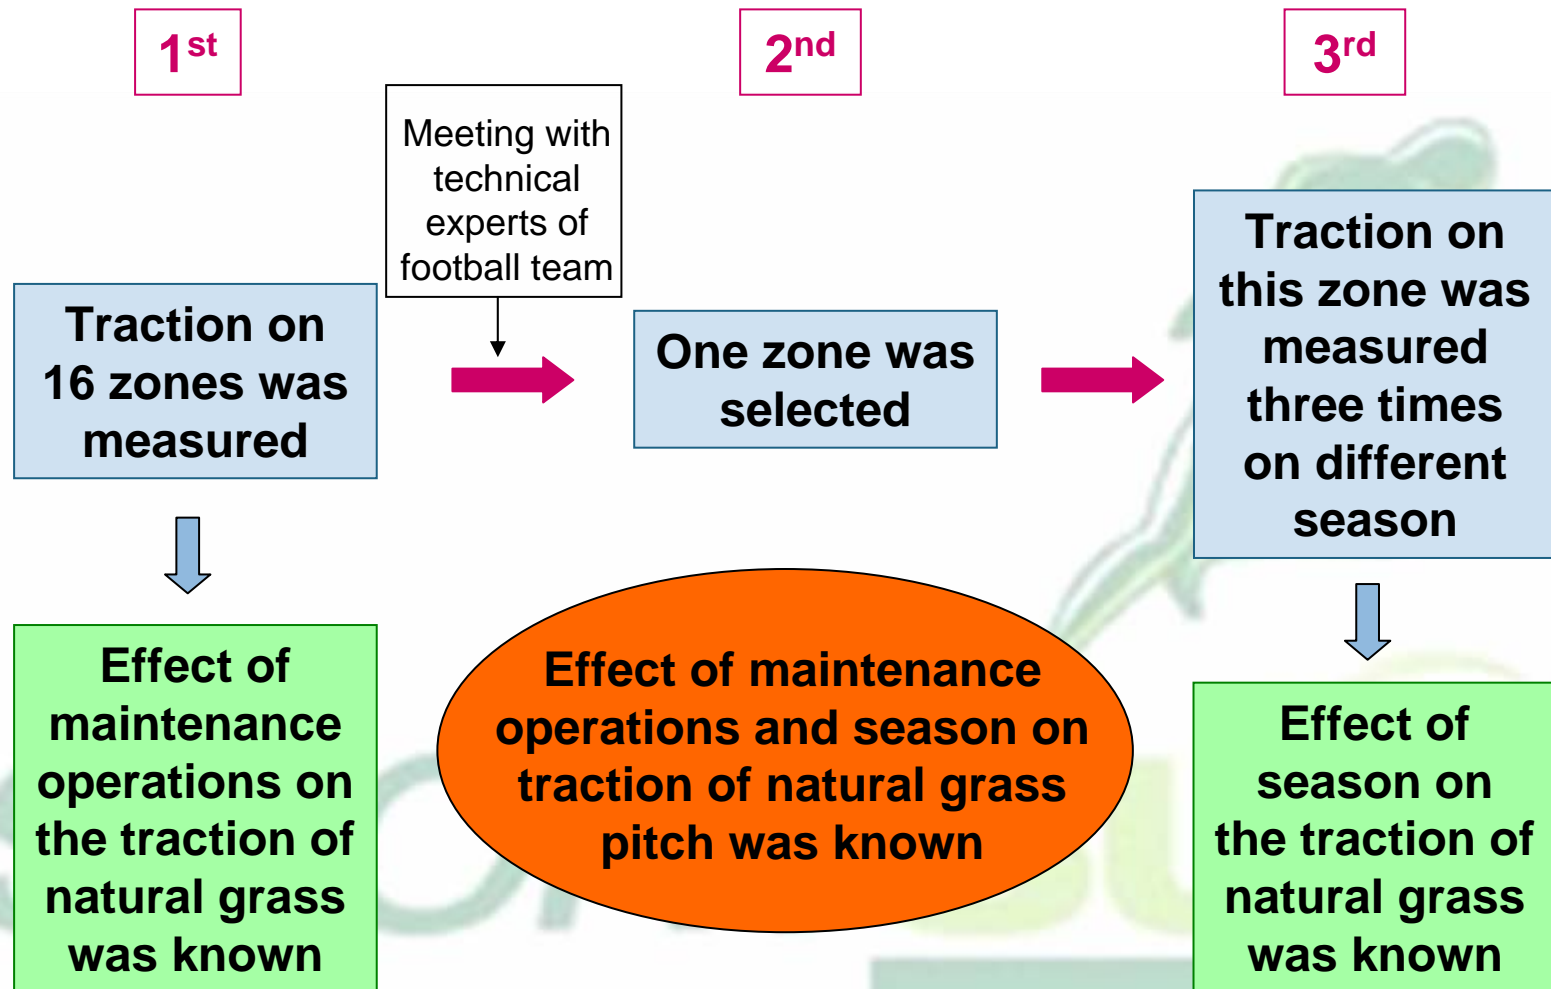 1st
2nd
3rd
Meeting with
technical
experts of
football team
Traction on
16 zones was
measured
One zone was
selected
Traction on
this zone was
measured
three times
on different
season
Effect of
maintenance
operations on
the traction of
natural grass
was known
Effect of maintenance
operations and season on
traction of natural grass
pitch was known
Effect of
season on
the traction of
natural grass
was known